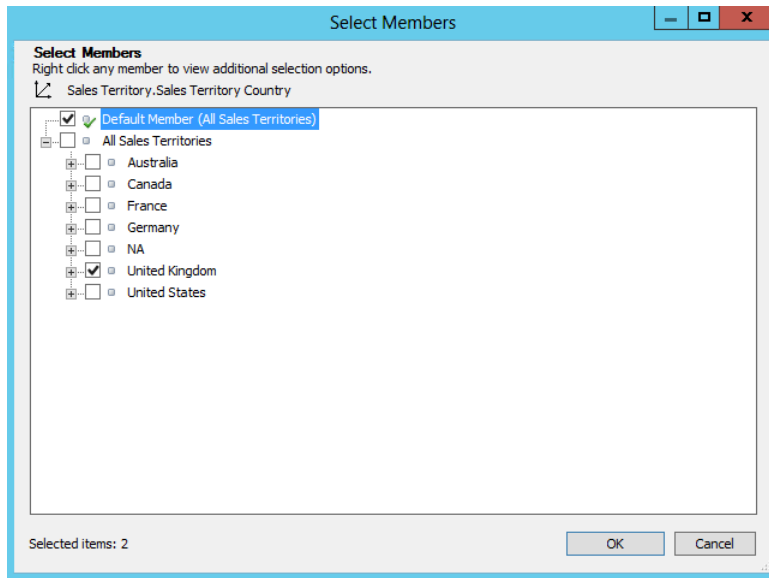 Select Members
Select Members
Right click any member to view additional selection options.
Sales Territory.Sales Territory Country
Default Member (All Sales Territories)
All Sales Territories
Australia
Canada
France
Germany
NA
United Kingdom
United States
Selected items: 2
OK
Cancel